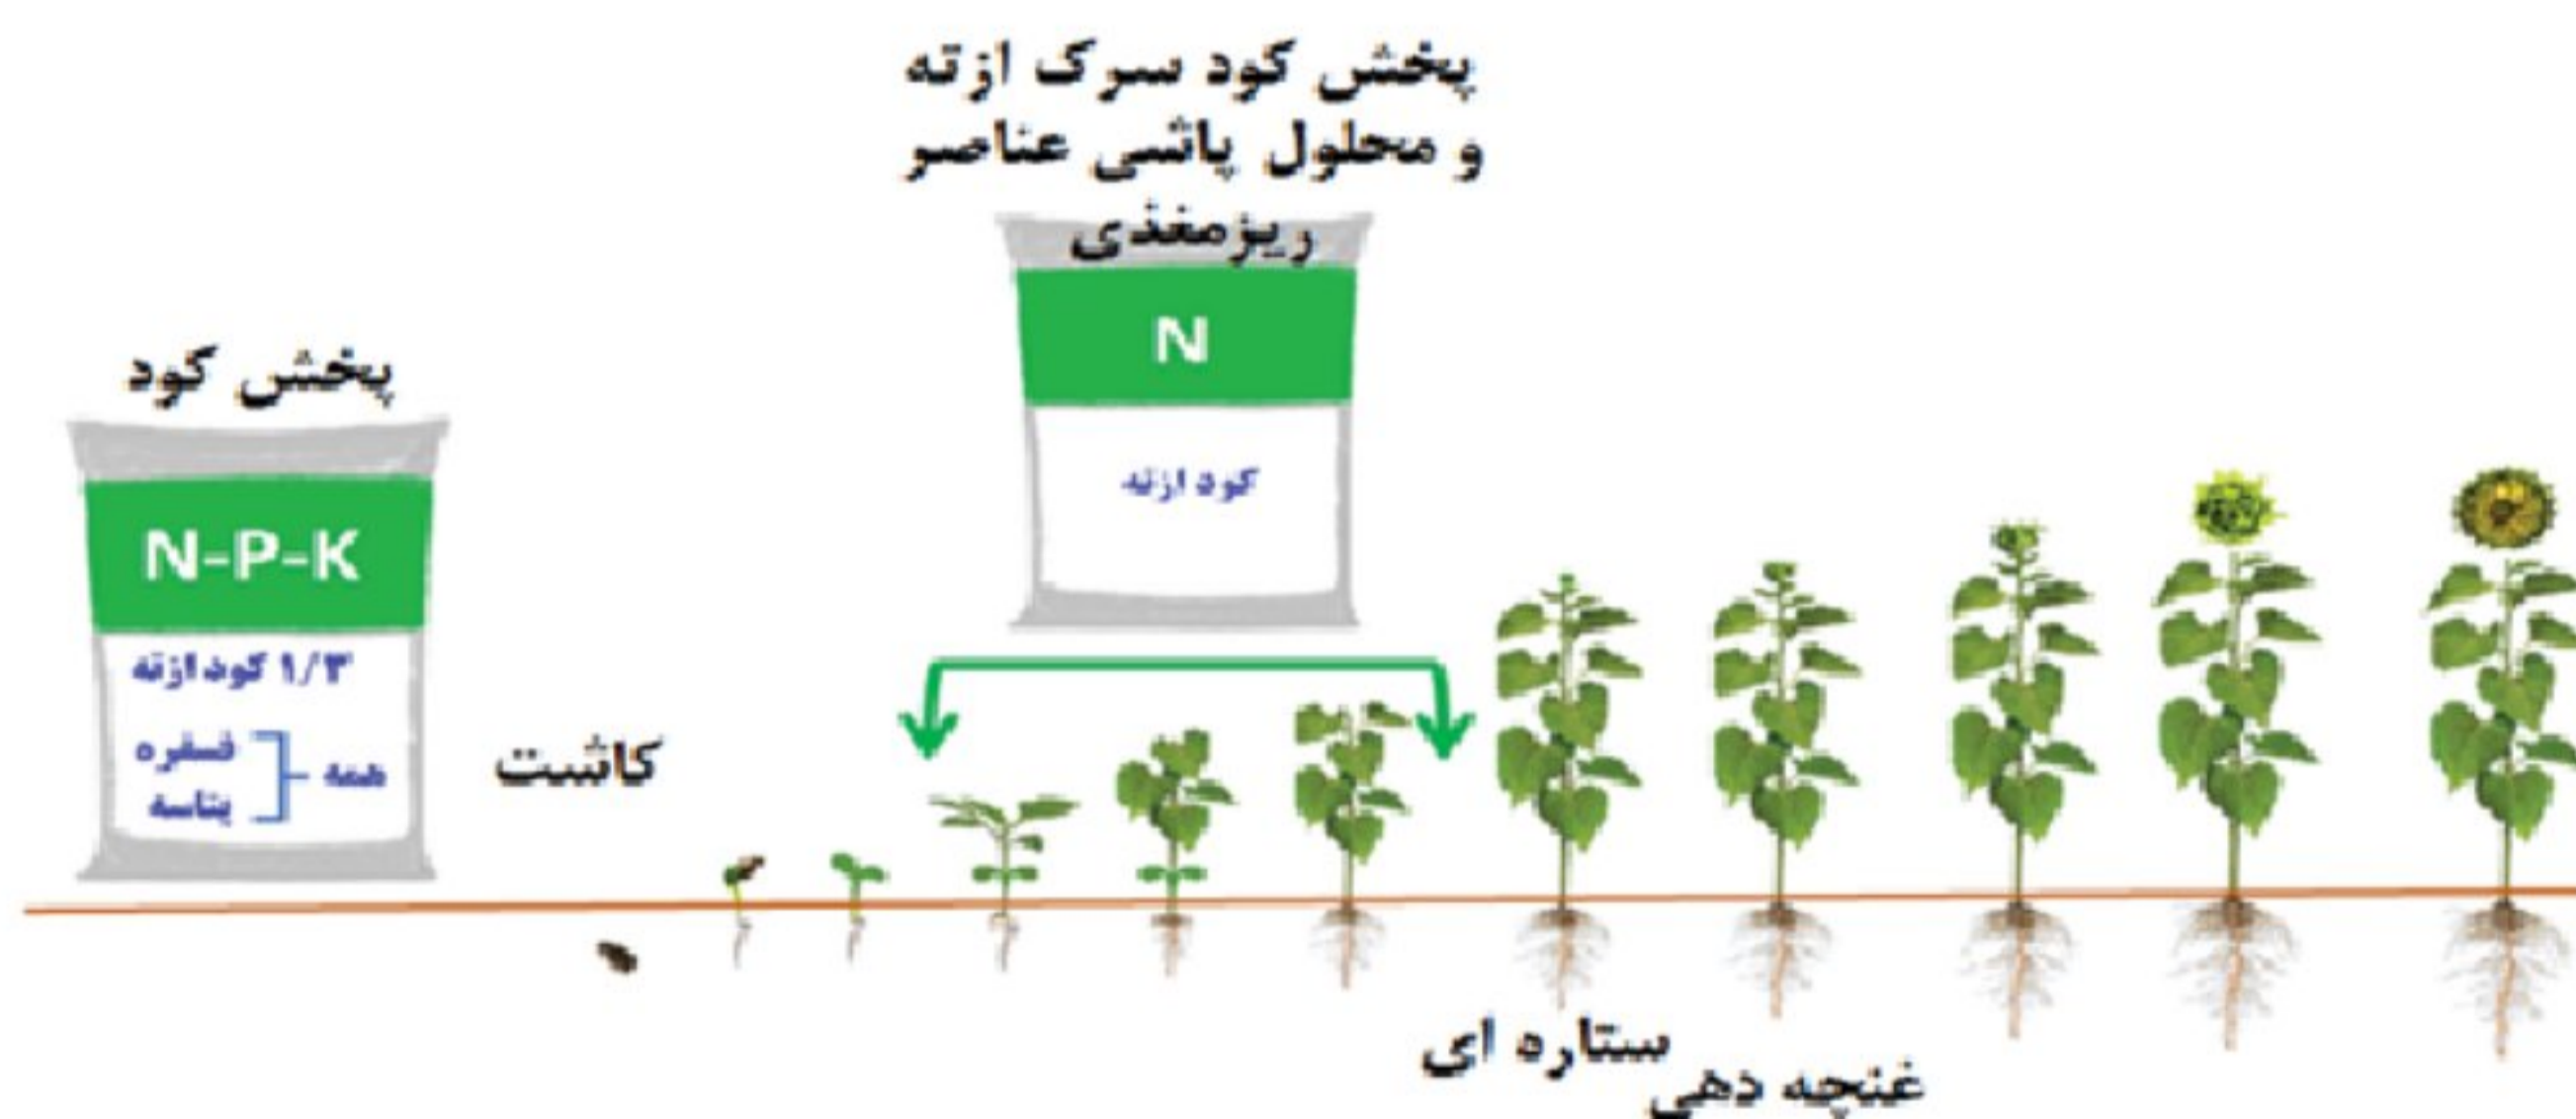 پخش کود سرک ازته
و محلول پاشی عناصر
ریزمغذی
N
کود ازته
پخش کود
N-P-K
۱/۳ کود ازته
فسفره
همه
پتاسه
کاشت
ستاره ای
غنچه دهی